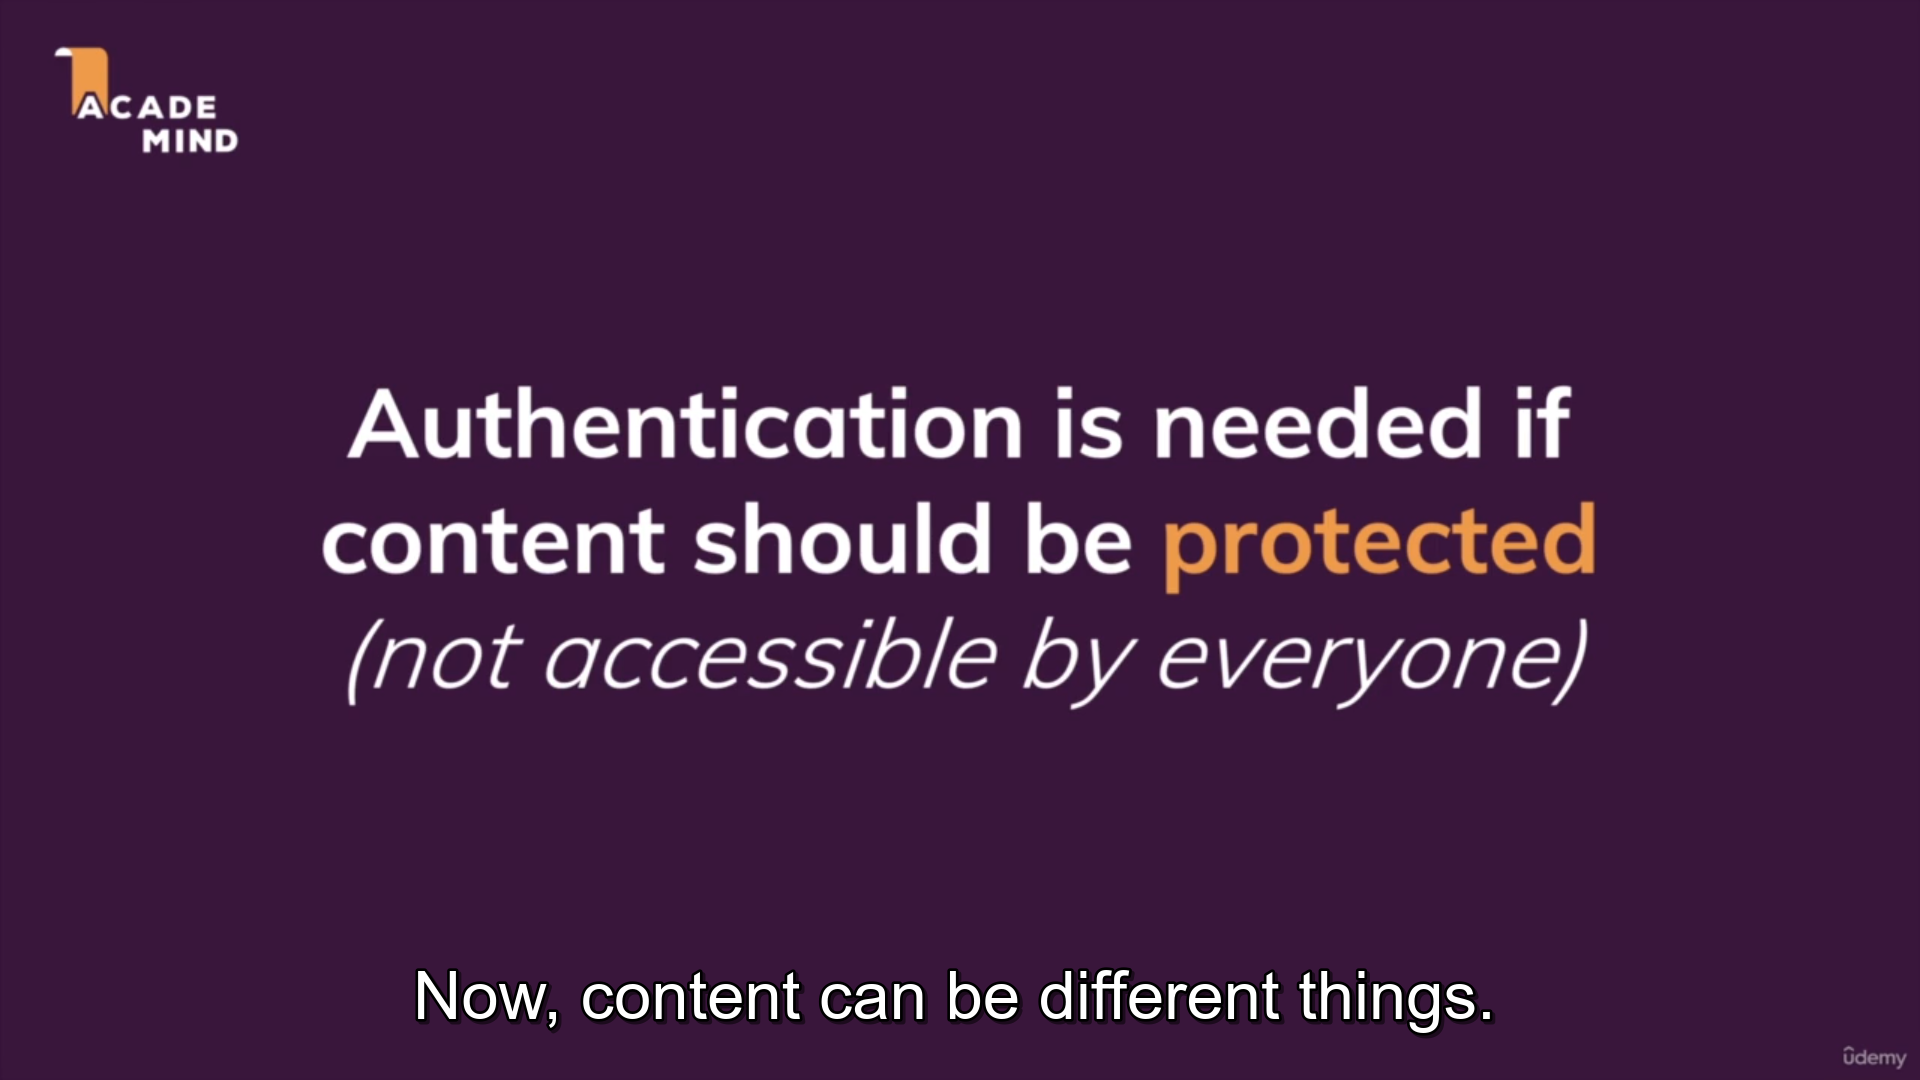 ACADE
MIND
Authentication is needed if
content should be protected
(not accessible by everyone)
Now, content can be different things.
ûdemy